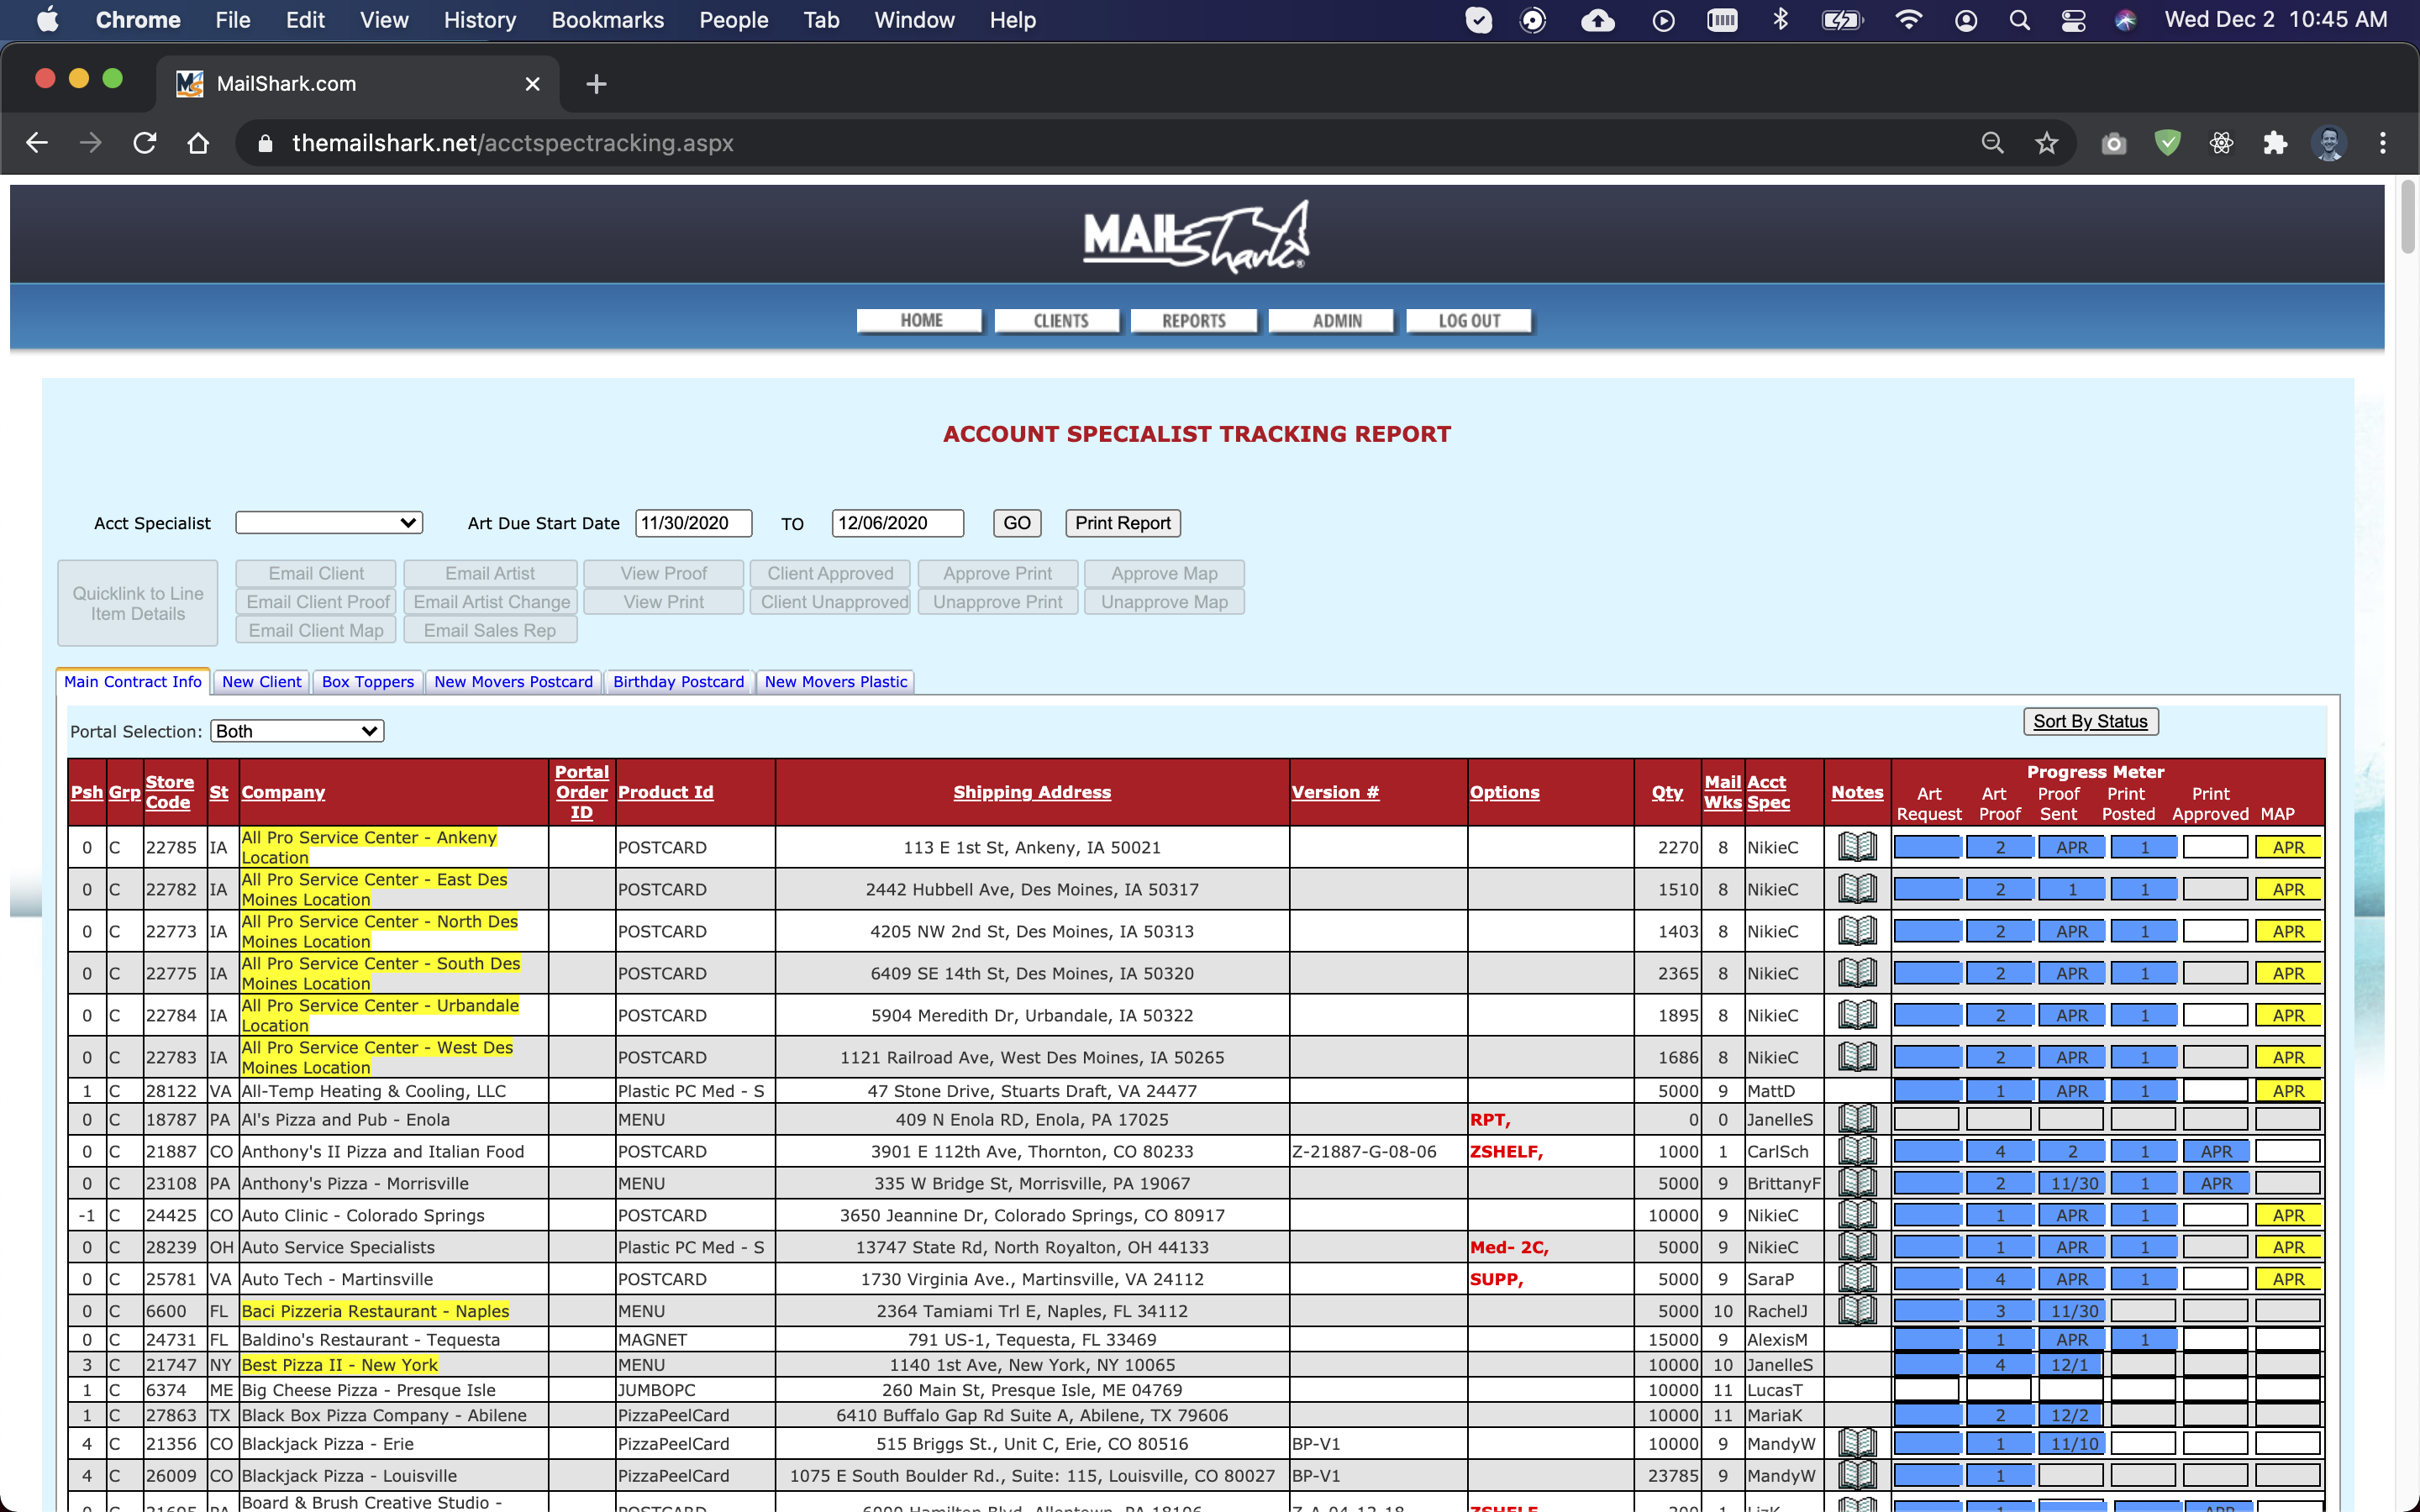 Chrome File Edit View History Bookmarks People Tab Window Help Wed Dec 2 10:45 AM
MailShark.com
themailshark.net/acctspectracking.aspx
MAIL Shark®
HOME CLIENTS REPORTS ADMIN LOG OUT
ACCOUNT SPECIALIST TRACKING REPORT
Acct Specialist Art Due Start Date 11/30/2020 TO 12/06/2020 GO Print Report
Quicklink to Line Item Details
Email Client Email Artist View Proof Client Approved Approve Print Approve Map
Email Client Proof Email Artist Change View Print Client Unapproved Unapprove Print Unapprove Map
Email Client Map Email Sales Rep
Main Contract Info New Client Box Toppers New Movers Postcard Birthday Postcard New Movers Plastic
Portal Selection: Both Sort By Status
Psh Grp Store Code St Company Portal Order ID Product Id Shipping Address Version # Options Qty Mail Wks Acct Spec Notes Progress Meter
Art Request Art Proof Proof Sent Print Posted Print Approved MAP
0 C 22785 IA All Pro Service Center - Ankeny Location POSTCARD 113 E 1st St, Ankeny, IA 50021 2270 8 NikieC 2 APR 1 APR
0 C 22782 IA All Pro Service Center - East Des Moines Location POSTCARD 2442 Hubbell Ave, Des Moines, IA 50317 1510 8 NikieC 2 1 1 APR
0 C 22773 IA All Pro Service Center - North Des Moines Location POSTCARD 4205 NW 2nd St, Des Moines, IA 50313 1403 8 NikieC 2 APR 1 APR
0 C 22775 IA All Pro Service Center - South Des Moines Location POSTCARD 6409 SE 14th St, Des Moines, IA 50320 2365 8 NikieC 2 APR 1 APR
0 C 22784 IA All Pro Service Center - Urbandale Location POSTCARD 5904 Meredith Dr, Urbandale, IA 50322 1895 8 NikieC 2 APR 1 APR
0 C 22783 IA All Pro Service Center - West Des Moines Location POSTCARD 1121 Railroad Ave, West Des Moines, IA 50265 1686 8 NikieC 2 APR 1 APR
1 C 28122 VA All-Temp Heating & Cooling, LLC Plastic PC Med - S 47 Stone Drive, Stuarts Draft, VA 24477 5000 9 MattD 1 APR 1 APR
0 C 18787 PA Al's Pizza and Pub - Enola MENU 409 N Enola RD, Enola, PA 17025 RPT, 0 0 JanelleS
0 C 21887 CO Anthony's II Pizza and Italian Food POSTCARD 3901 E 112th Ave, Thornton, CO 80233 Z-21887-G-08-06 ZSHELF, 1000 1 CarlSch 4 2 1 APR
0 C 23108 PA Anthony's Pizza - Morrisville MENU 335 W Bridge St, Morrisville, PA 19067 5000 9 BrittanyF 2 11/30 1 APR
-1 C 24425 CO Auto Clinic - Colorado Springs POSTCARD 3650 Jeannine Dr, Colorado Springs, CO 80917 10000 9 NikieC 1 APR 1 APR
0 C 28239 OH Auto Service Specialists Plastic PC Med - S 13747 State Rd, North Royalton, OH 44133 Med- 2C, 5000 9 NikieC 1 APR 1 APR
0 C 25781 VA Auto Tech - Martinsville POSTCARD 1730 Virginia Ave., Martinsville, VA 24112 SUPP, 5000 9 SaraP 4 APR 1 APR
0 C 6600 FL Baci Pizzeria Restaurant - Naples MENU 2364 Tamiami Trl E, Naples, FL 34112 5000 10 RachelJ 3 11/30
0 C 24731 FL Baldino's Restaurant - Tequesta MAGNET 791 US-1, Tequesta, FL 33469 15000 9 AlexisM 1 APR 1
3 C 21747 NY Best Pizza II - New York MENU 1140 1st Ave, New York, NY 10065 10000 10 JanelleS 4 12/1
1 C 6374 ME Big Cheese Pizza - Presque Isle JUMBOPC 260 Main St, Presque Isle, ME 04769 10000 11 LucasT
1 C 27863 TX Black Box Pizza Company - Abilene PizzaPeelCard 6410 Buffalo Gap Rd Suite A, Abilene, TX 79606 10000 11 MariaK 2 12/2
4 C 21356 CO Blackjack Pizza - Erie PizzaPeelCard 515 Briggs St., Unit C, Erie, CO 80516 BP-V1 10000 9 MandyW 1 11/10
4 C 26009 CO Blackjack Pizza - Louisville PizzaPeelCard 1075 E South Boulder Rd., Suite: 115, Louisville, CO 80027 BP-V1 23785 9 MandyW 1
Board & Brush Creative Studio -